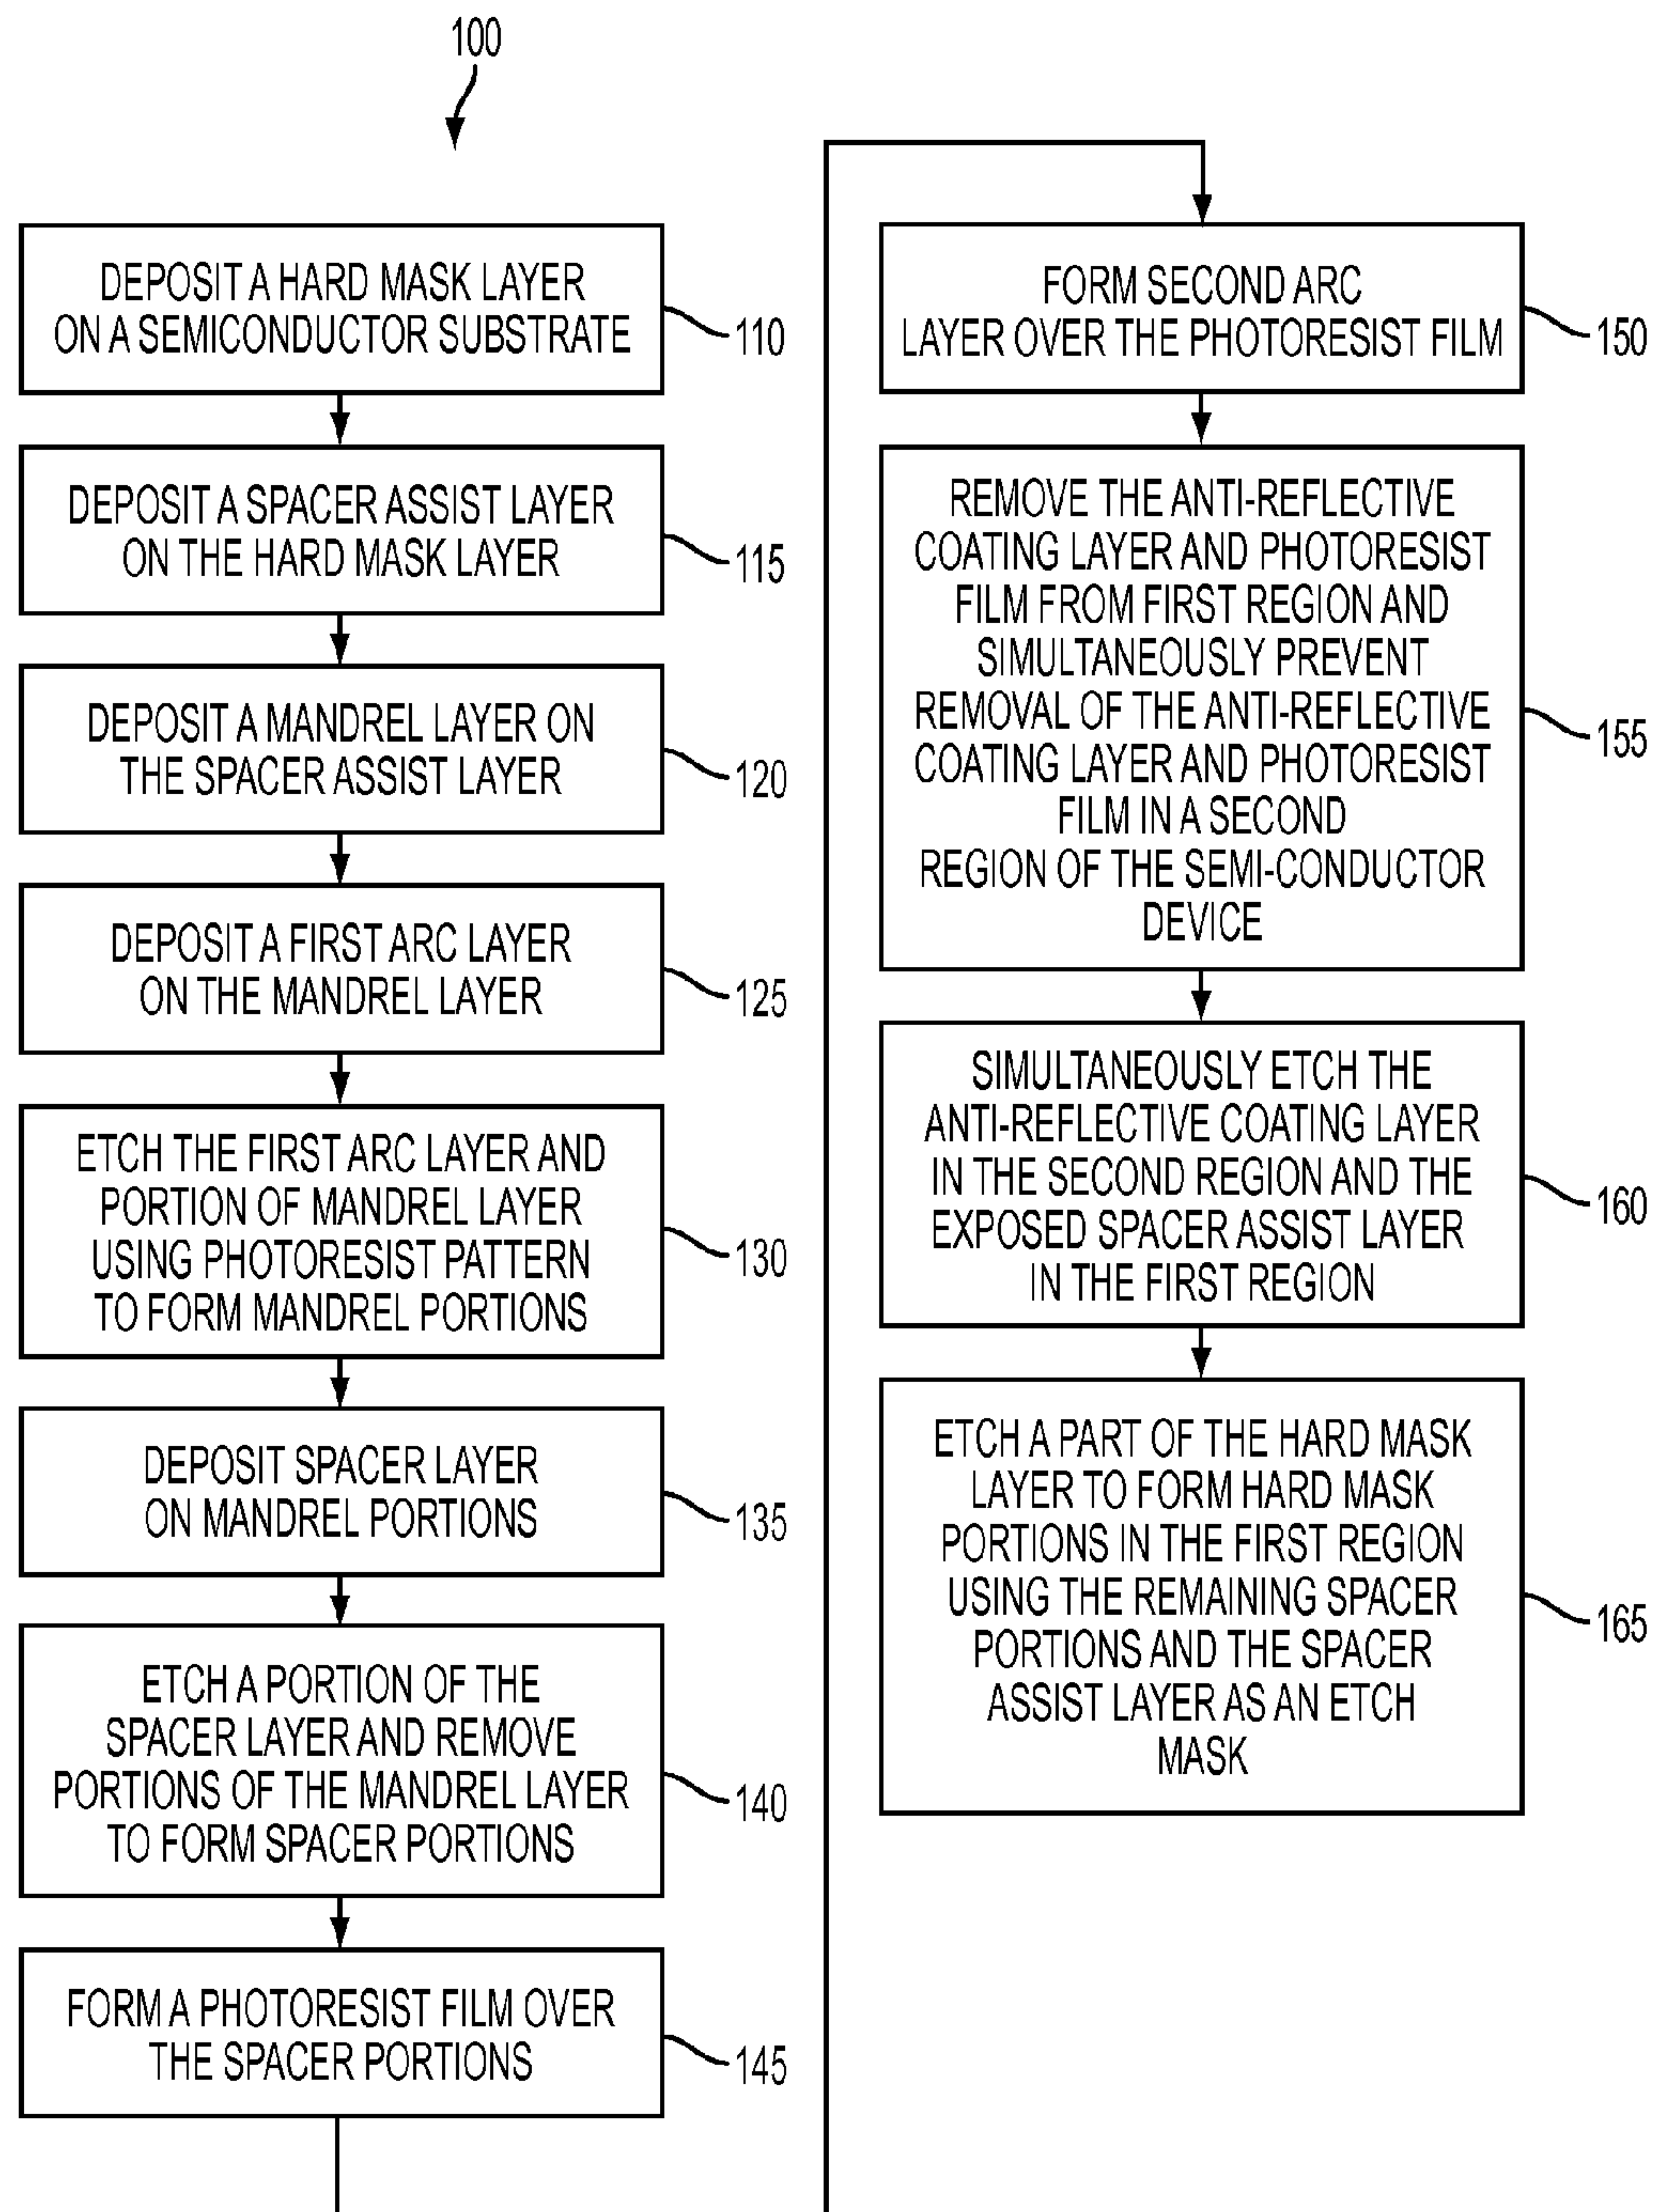 100
DEPOSIT A HARD MASK LAYER
ON A SEMICONDUCTOR SUBSTRATE
110
DEPOSIT A SPACER ASSIST LAYER
ON THE HARD MASK LAYER
115
DEPOSIT A MANDREL LAYER ON
THE SPACER ASSIST LAYER
120
DEPOSIT A FIRST ARC LAYER
ON THE MANDREL LAYER
125
ETCH THE FIRST ARC LAYER AND
PORTION OF MANDREL LAYER
USING PHOTORESIST PATTERN
TO FORM MANDREL PORTIONS
130
DEPOSIT SPACER LAYER
ON MANDREL PORTIONS
135
ETCH A PORTION OF THE
SPACER LAYER AND REMOVE
PORTIONS OF THE MANDREL LAYER
TO FORM SPACER PORTIONS
140
FORM A PHOTORESIST FILM OVER
THE SPACER PORTIONS
145
FORM SECOND ARC
LAYER OVER THE PHOTORESIST FILM
150
REMOVE THE ANTI-REFLECTIVE
COATING LAYER AND PHOTORESIST
FILM FROM FIRST REGION AND
SIMULTANEOUSLY PREVENT
REMOVAL OF THE ANTI-REFLECTIVE
COATING LAYER AND PHOTORESIST
FILM IN A SECOND
REGION OF THE SEMI-CONDUCTOR
DEVICE
155
SIMULTANEOUSLY ETCH THE
ANTI-REFLECTIVE COATING LAYER
IN THE SECOND REGION AND THE
EXPOSED SPACER ASSIST LAYER
IN THE FIRST REGION
160
ETCH A PART OF THE HARD MASK
LAYER TO FORM HARD MASK
PORTIONS IN THE FIRST REGION
USING THE REMAINING SPACER
PORTIONS AND THE SPACER
ASSIST LAYER AS AN ETCH
MASK
165